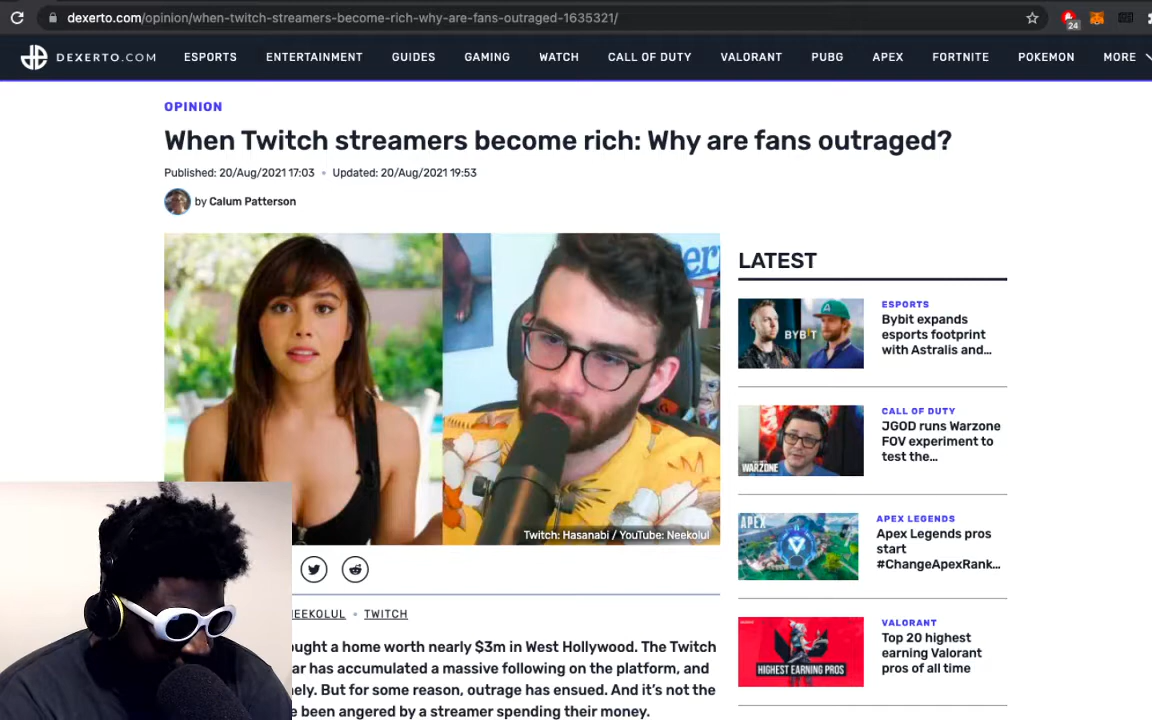 dexerto.com/opinion/when-twitch-streamers-become-rich-why-are-fans-outraged-1635321/
24
DEXERTO.COM
ESPORTS
ENTERTAINMENT
GUIDES
GAMING
WATCH
CALL OF DUTY
VALORANT
PUBG
APEX
FORTNITE
POKEMON
MORE
OPINION
When Twitch streamers become rich: Why are fans outraged?
Published: 20/Aug/2021 17:03 • Updated: 20/Aug/2021 19:53
by Calum Patterson
Twitch: Hasanabi / YouTube: Neekolul
EEKOLUL • TWITCH
ought a home worth nearly $3m in West Hollywood. The Twitch
ar has accumulated a massive following on the platform, and
ely. But for some reason, outrage has ensued. And it's not the
e been angered by a streamer spending their money.
LATEST
BYBIT
ESPORTS
Bybit expands
esports footprint
with Astralis and...
WARZONE
CALL OF DUTY
JGOD runs Warzone
FOV experiment to
test the...
APEX
APEX LEGENDS
Apex Legends pros
start
#ChangeApexRank...
HIGHEST EARNING PROS
VALORANT
Top 20 highest
earning Valorant
pros of all time